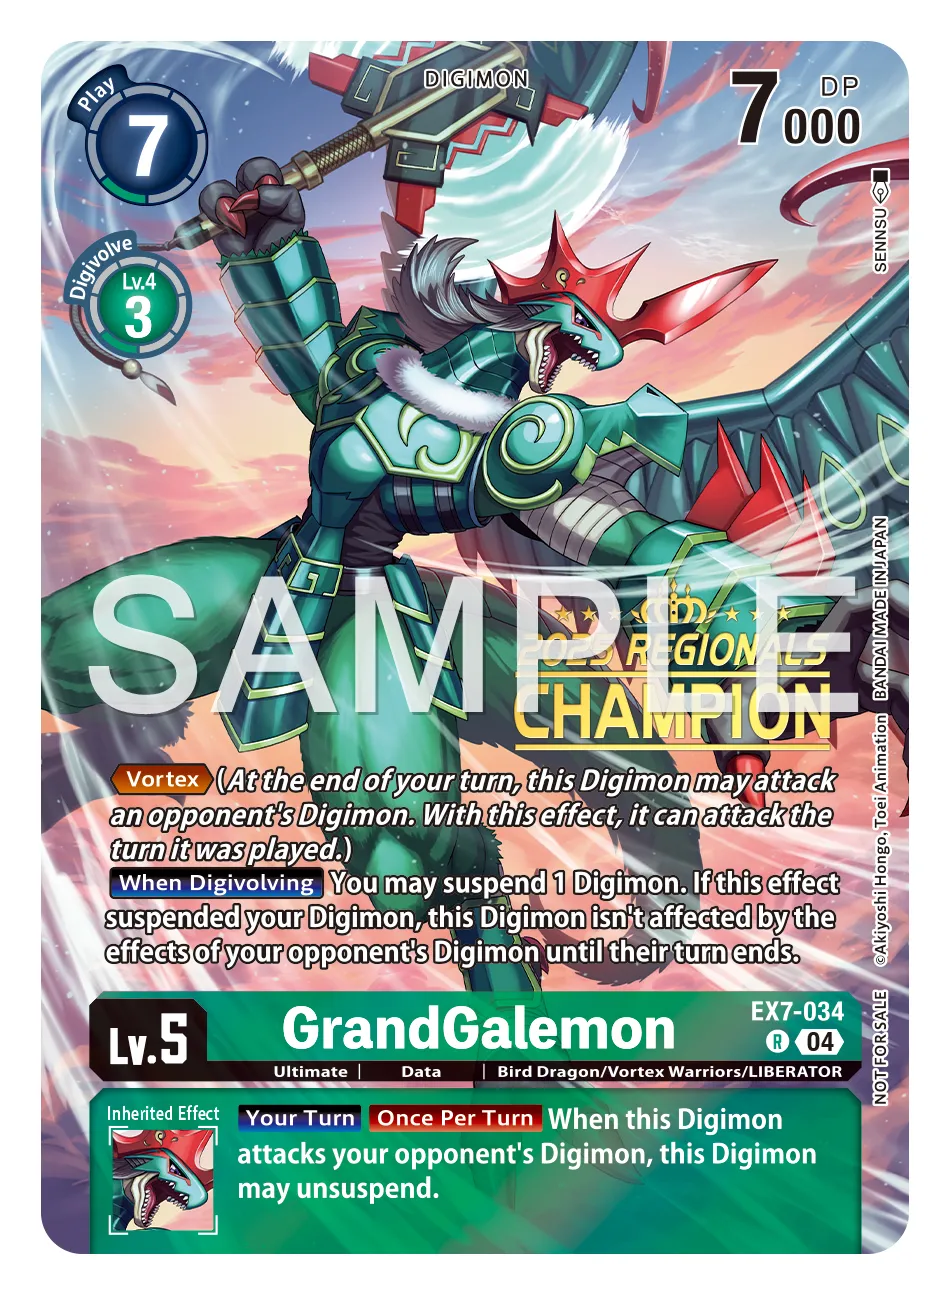 DIGIMON
Play
7
7000
DP
Digivolve
Lv.4
3
SENNSU
SAMPLE
2025 REGIONALS
CHAMPION
Vortex (At the end of your turn, this Digimon may attack
an opponent's Digimon. With this effect, it can attack the
turn it was played.)
When Digivolving You may suspend 1 Digimon. If this effect
suspended your Digimon, this Digimon isn't affected by the
effects of your opponent's Digimon until their turn ends.
©Akiyoshi Hongo, Toei Animation BANDAI MADE IN JAPAN
NOT FOR SALE
Lv.5
GrandGalemon
EX7-034
R 04
Ultimate | Data | Bird Dragon/Vortex Warriors/LIBERATOR
Inherited Effect
Your Turn Once Per Turn When this Digimon
attacks your opponent's Digimon, this Digimon
may unsuspend.